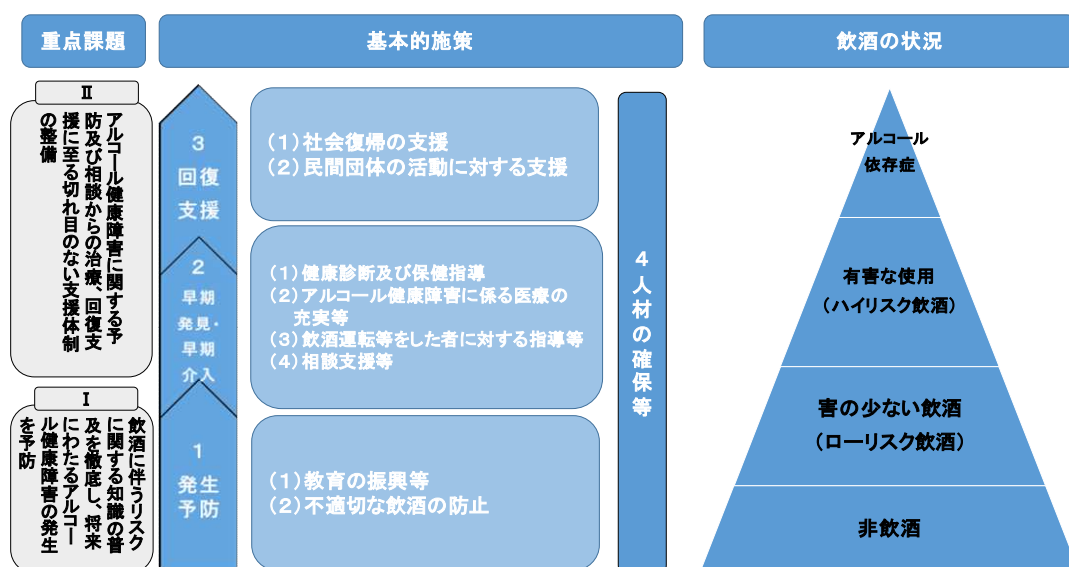 重点課題
基本的施策
飲酒の状況
Ⅱ
アルコール健康障害に関する予
防及び相談からの治療、回復支
援に至る切れ目のない支援体制
の整備
Ⅰ
飲酒に伴うリスク
に関する知識の普
及を徹底し、将来
にわたるアルコー
ル健康障害の発生
を予防
3
回復
支援
2
早期
発見・
早期
介入
1
発生
予防
(1)社会復帰の支援
(2)民間団体の活動に対する支援
(1)健康診断及び保健指導
(2)アルコール健康障害に係る医療の
充実等
(3)飲酒運転等をした者に対する指導等
(4)相談支援等
(1)教育の振興等
(2)不適切な飲酒の防止
4人材の確保等
アルコール
依存症
有害な使用
(ハイリスク飲酒)
害の少ない飲酒
(ローリスク飲酒)
非飲酒